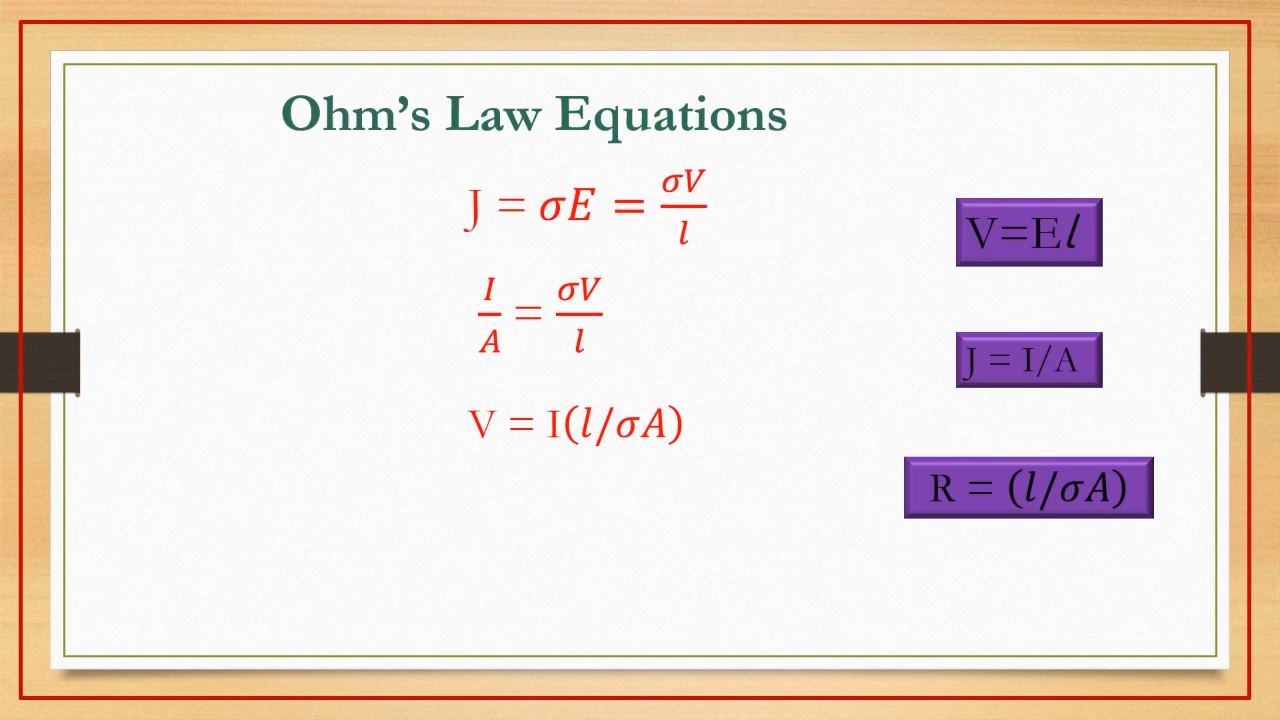 Ohm’s Law Equations
J = σE = σV/l
V=El
I/A = σV/l
J = I/A
V = I(l/σA)
R = (l/σA)